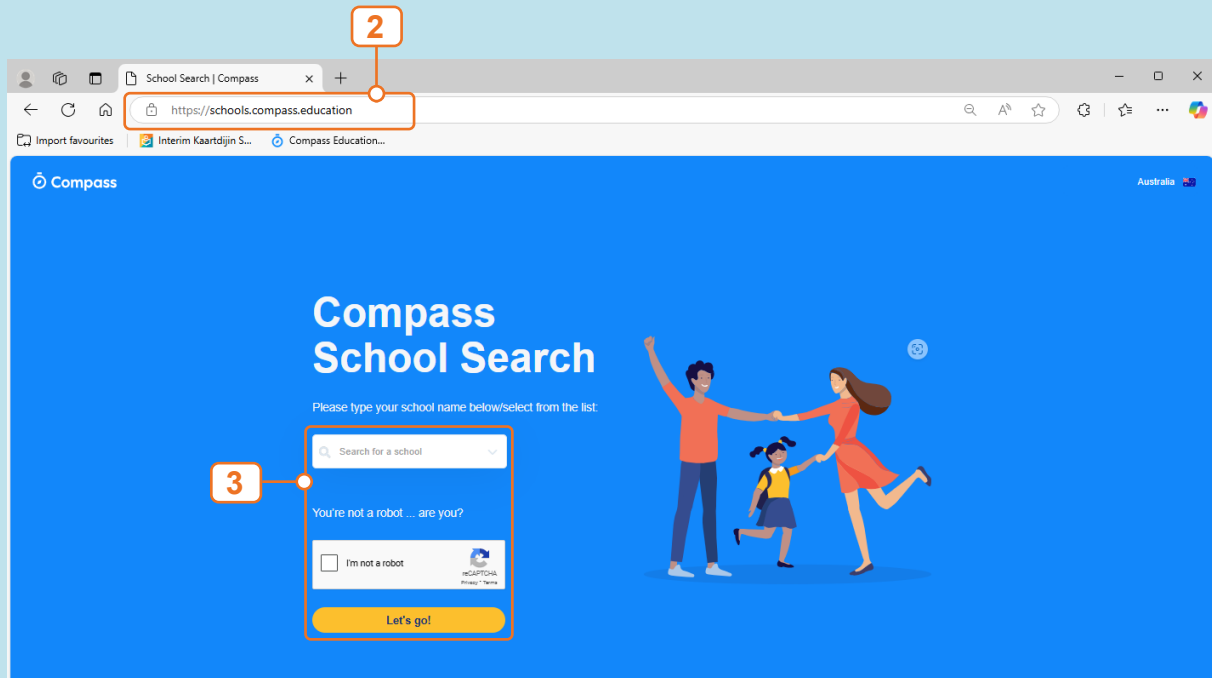 2
School Search | Compass
https://schools.compass.education
Import favourites
Interim Kaartdijin S...
Compass Education...
Compass
Australia
Compass
School Search
Please type your school name below/select from the list:
Search for a school
3
You're not a robot ... are you?
I'm not a robot
reCAPTCHA
Privacy - Terms
Let's go!